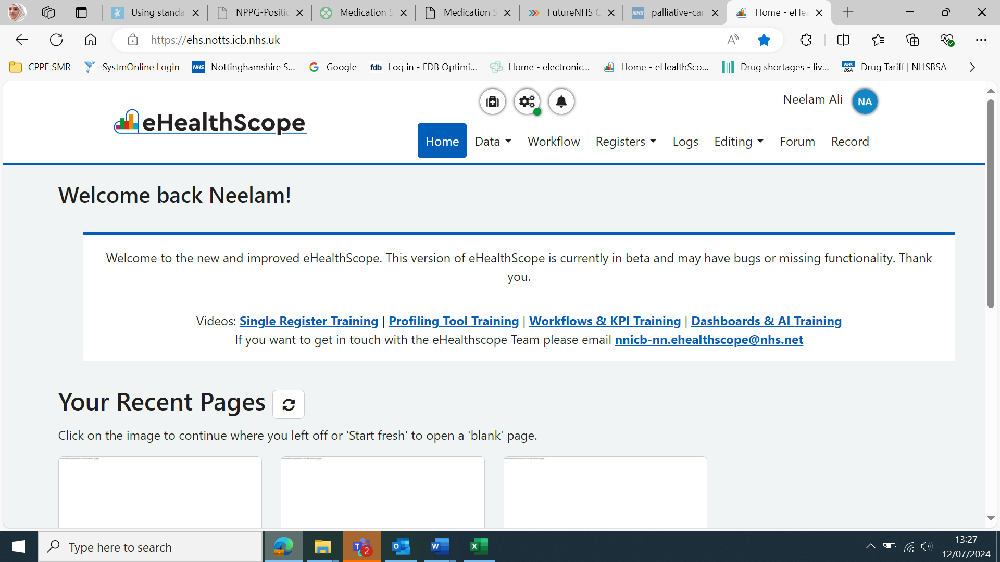 Using standa
NPPG-Positic
Medication S
Medication S
FutureNHS C
NHS
palliative-car
Home - eHea
https://ehs.notts.icb.nhs.uk
CPPE SMR
SystmOnline Login
NHS
Nottinghamshire S...
Google
fdb
Log in - FDB Optimi...
Home - electronic...
Home - eHealthSco...
Drug shortages - liv...
NHS
BSA
Drug Tariff | NHSBSA
eHealthScope
Neelam Ali
NA
Home
Data
Workflow
Registers
Logs
Editing
Forum
Record
Welcome back Neelam!
Welcome to the new and improved eHealthScope. This version of eHealthScope is currently in beta and may have bugs or missing functionality. Thank
you.
Videos: Single Register Training | Profiling Tool Training | Workflows & KPI Training | Dashboards & AI Training
If you want to get in touch with the eHealthscope Team please email nnicb-nn.ehealthscope@nhs.net
Your Recent Pages
Click on the image to continue where you left off or 'Start fresh' to open a 'blank' page.
Type here to search
2
13:27
12/07/2024